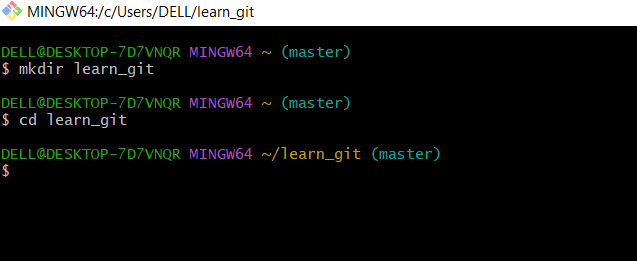 MINGW64:/c/Users/DELL/learn_git
DELL@DESKTOP-7D7VNQR MINGW64 ~ (master)
$ mkdir learn_git
DELL@DESKTOP-7D7VNQR MINGW64 ~ (master)
$ cd learn_git
DELL@DESKTOP-7D7VNQR MINGW64 ~/learn_git (master)
$